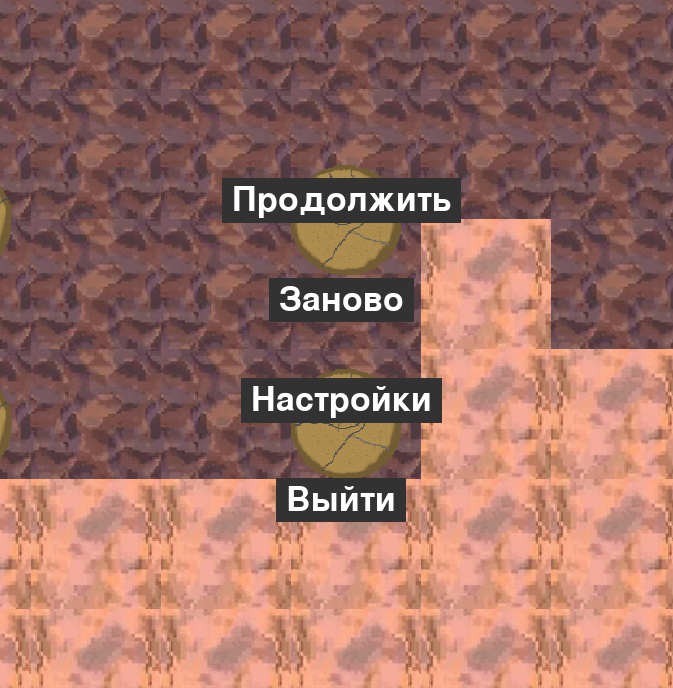 Продолжить
Заново
Настройки
Выйти